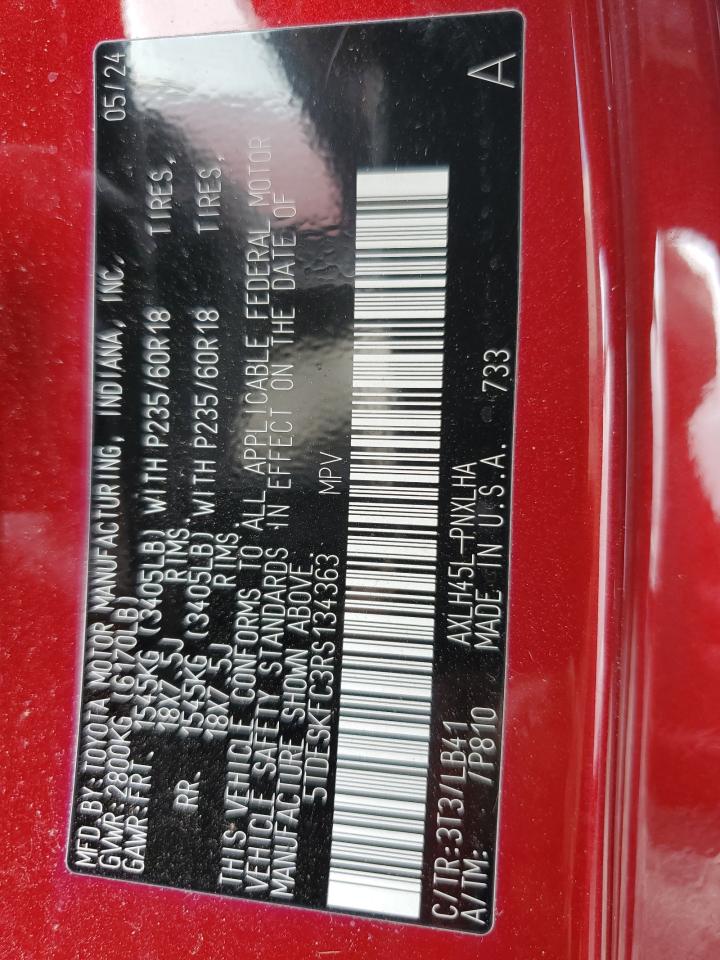 MFD BY: TOYOTA MOTOR MANUFACTURING, INDIANA, INC. 05/24
GVWR: 2800KG (6170LB)
GAWR: FRT. 1545KG (3405LB) WITH P235/60R18 TIRES,
18X7.5J RIMS.
RR. 1545KG (3405LB) WITH P235/60R18 TIRES,
18X7.5J RIMS.
THIS VEHICLE CONFORMS TO ALL APPLICABLE FEDERAL MOTOR
VEHICLE SAFETY STANDARDS IN EFFECT ON THE DATE OF
MANUFACTURE SHOWN ABOVE.
5TDESKFC3RS134363 MPV
C/TR: 3T3/LB41 AXLH45L-PNXLHA
A/TM: /P810 MADE IN U.S.A. 733 A